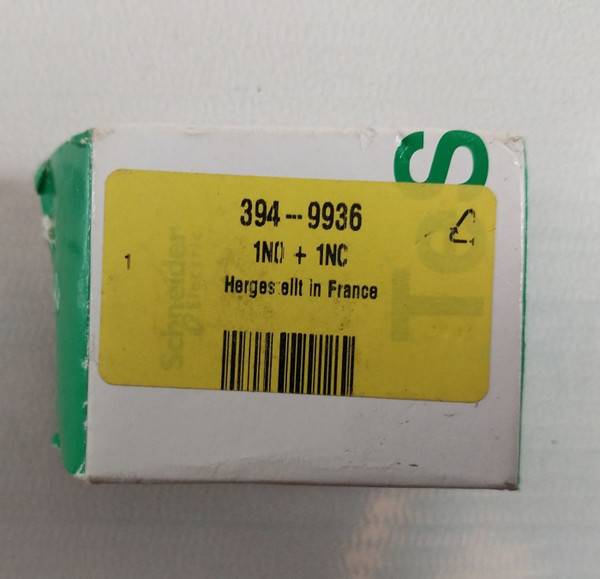 394--9936
1NO + 1NC
1
Hergestellt in France
Schneider
Electric
TeS